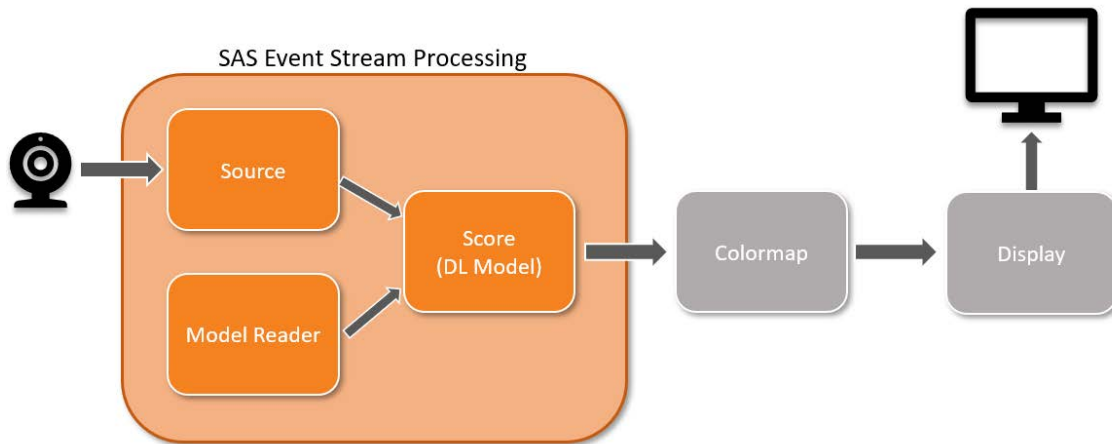 SAS Event Stream Processing
Source
Score
(DL Model)
Model Reader
Colormap
Display